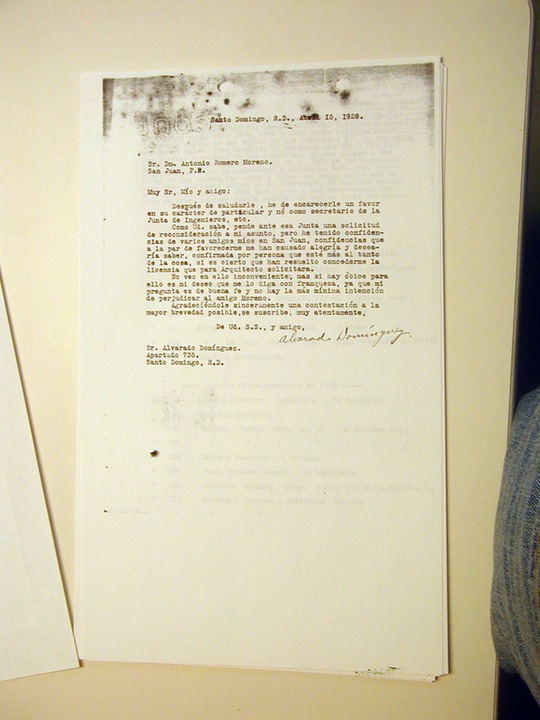 Santo Domingo, R.D., Abril 13, 1928.
Sr. Dn. Antonio Romero Moreno.
San Juan, P.R.
Muy Sr. Mío y amigo:
Después de saludarle , he de encarecerle un favor
en su carácter de particular y nó como secretario de la
Junta de Ingenieros, etc.
Como Ud. sabe, pende ante esa Junta una solicitud
de reconsideración a mi asunto, pero he tenido confiden-
cias de varios amigos míos en San Juan, confidencias que
a la par de favorecerme me han causado alegría y desea-
ría saber, confirmada por persona que esté más al tanto
de la cosa, si es cierto que han resuelto concederme la
licencia que para Arquitecto solicitara.
No veo en ello inconveniente, mas si hay óbice para
ello es mi deseo que me lo diga con franqueza, ya que mi
pregunta es de buena fe y no hay la más mínima intención
de perjudicar al amigo Moreno.
Agradeciéndole sinceramente una contestación a la
mayor brevedad posible,se suscribe, muy atentamente,
De Ud. S.S., y amigo,
Alvarado Domínguez.
Sr. Alvarado Domínguez.
Apartado 735.
Santo Domingo, R.D.